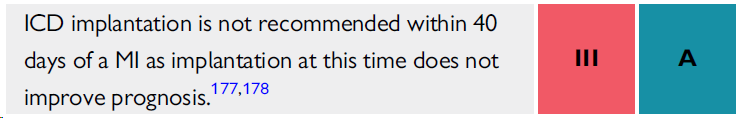 ICD implantation is not recommended within 40
days of a MI as implantation at this time does not
improve prognosis.177,178
III
A